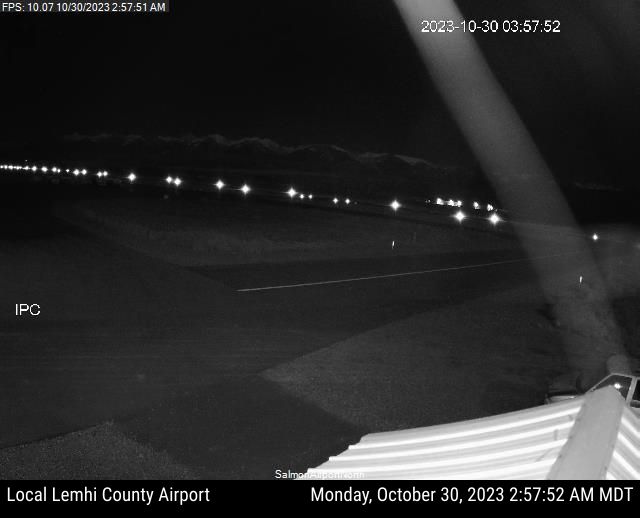 FPS: 10.07 10/30/2023 2:57:51 AM
2023-10-30 03:57:52
IPC
SalmonAirportNorth
Local Lemhi County Airport
Monday, October 30, 2023 2:57:52 AM MDT